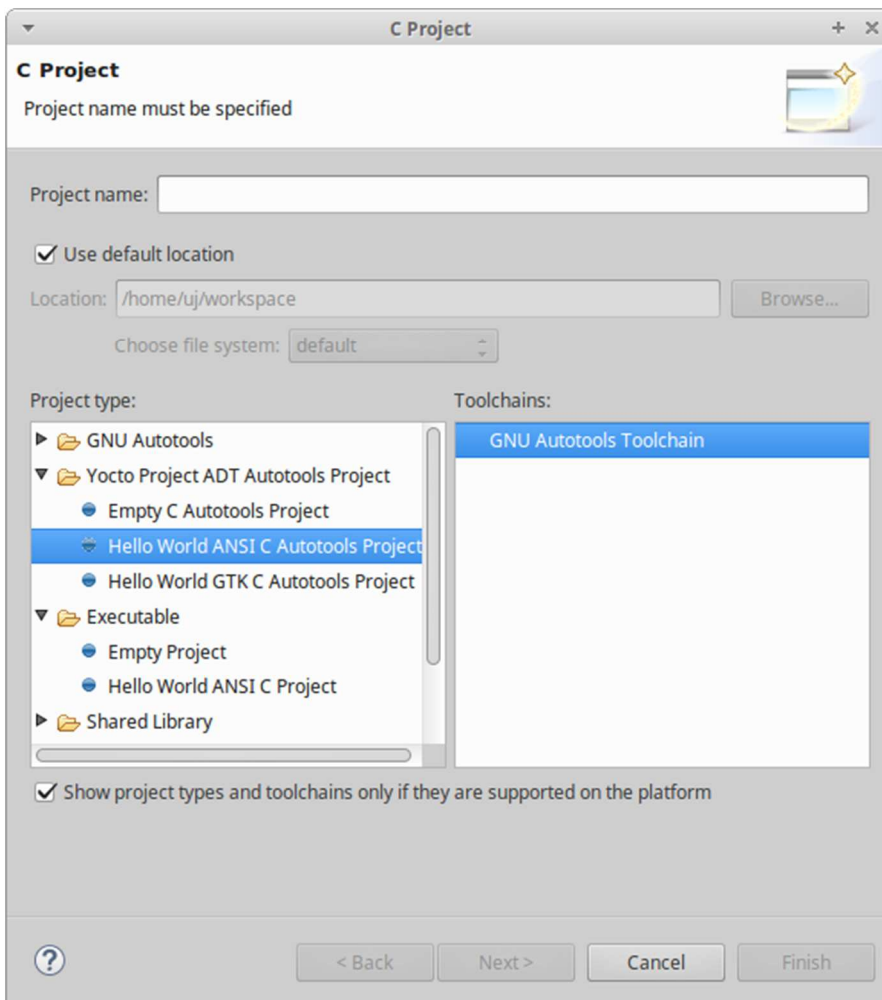 C Project
C Project
Project name must be specified
Project name:
Use default location
Location: /home/uj/workspace Browse...
Choose file system: default
Project type: Toolchains:
GNU Autotools GNU Autotools Toolchain
Yocto Project ADT Autotools Project
Empty C Autotools Project
Hello World ANSI C Autotools Project
Hello World GTK C Autotools Project
Executable
Empty Project
Hello World ANSI C Project
Shared Library
Show project types and toolchains only if they are supported on the platform
? < Back Next > Cancel Finish